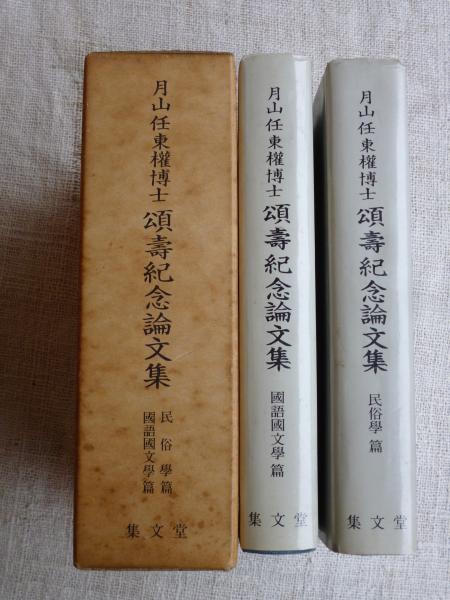 月山任東權博士
頌壽紀念論文集
民俗學篇
國語國文學篇
集文堂
月山任東權博士
頌壽紀念論文集
國語國文學篇
集文堂
月山任東權博士
頌壽紀念論文集
民俗學篇
集文堂